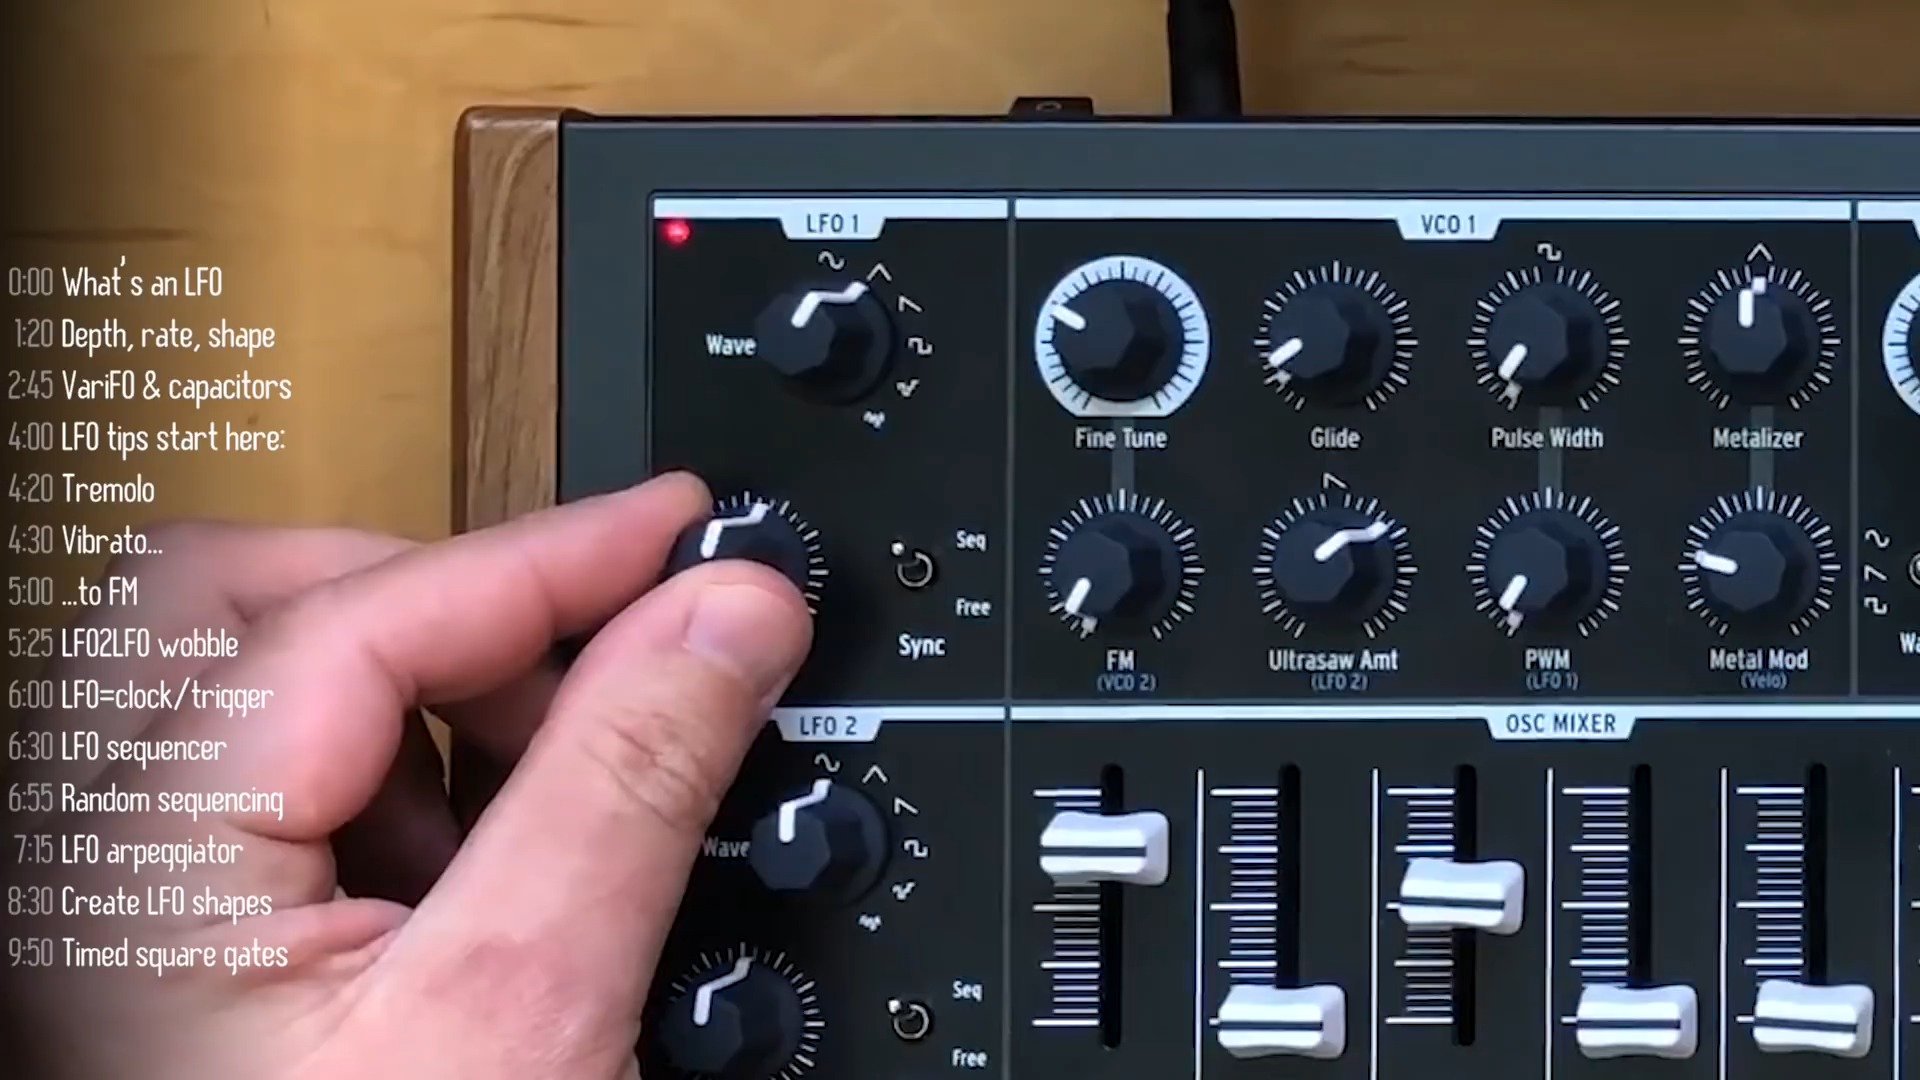 0:00 What's an LFO
1:20 Depth, rate, shape
2:45 VariFO & capacitors
4:00 LFO tips start here:
4:20 Tremolo
4:30 Vibrato...
5:00 ...to FM
5:25 LFO2LFO wobble
6:00 LFO=clock/trigger
6:30 LFO sequencer
6:55 Random sequencing
7:15 LFO arpeggiator
8:30 Create LFO shapes
9:50 Timed square gates
LFO 1
Wave
Seq
Free
Sync
VCO 1
Fine Tune
Glide
Pulse Width
Metalizer
FM
(VCO 2)
Ultrasaw Amt
(LFO 2)
PWM
(LFO 1)
Metal Mod
(Velo)
LFO 2
Wave
Seq
Free
OSC MIXER